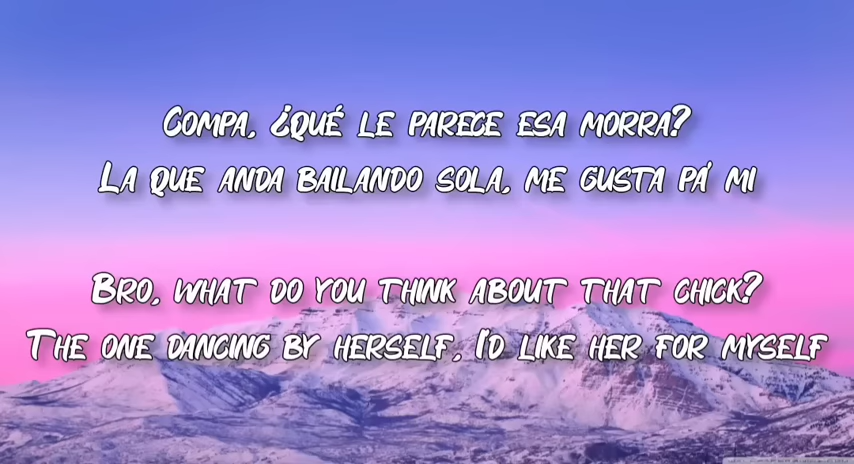 Compa, ¿qué le parece esa morra?
La que anda bailando sola, me gusta pa' mi
Bro, what do you think about that chick?
The one dancing by herself, I'd like her for myself